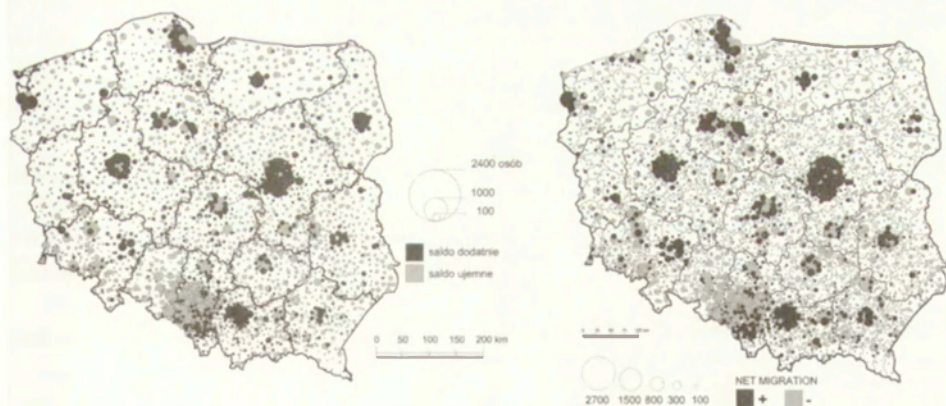 2400 osób
1000
100
saldo dodatnie
saldo ujemne
0 50 100 150 200 km
2700 1500 800 300 100
NET MIGRATION
+ -